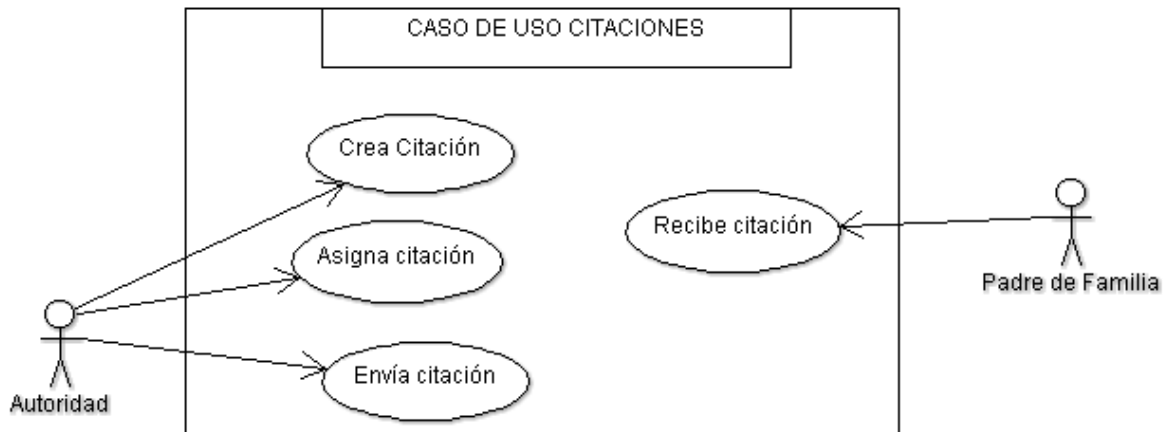 CASO DE USO CITACIONES
Crea Citación
Recibe citación
Asigna citación
Padre de Familia
Envía citación
Autoridad